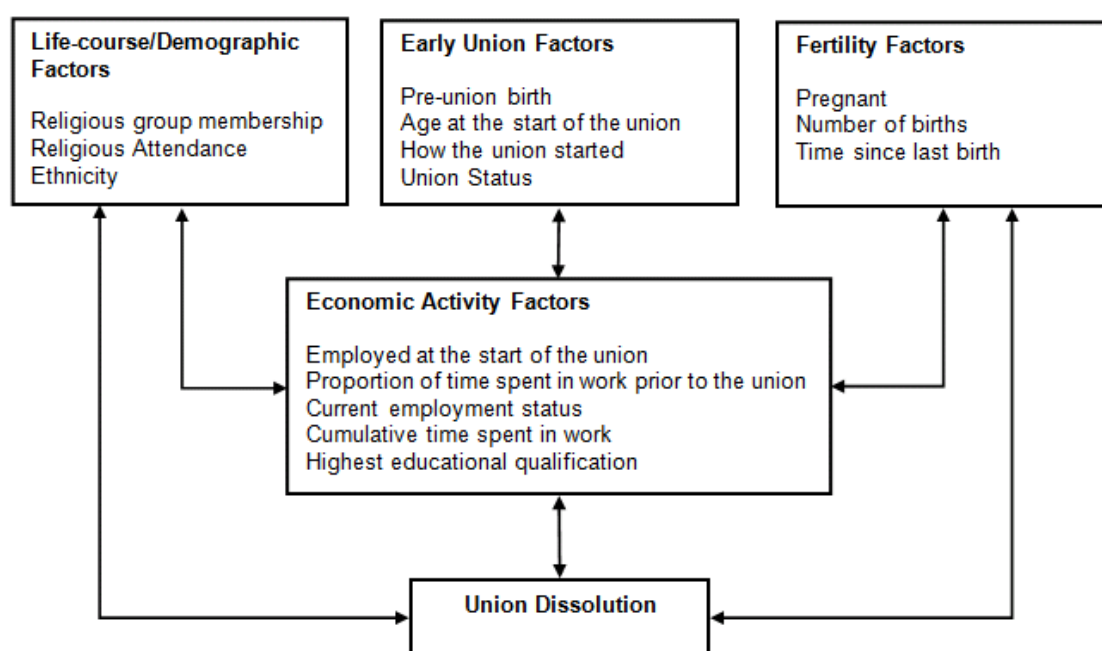 Life-course/Demographic
Factors
Religious group membership
Religious Attendance
Ethnicity
Early Union Factors
Pre-union birth
Age at the start of the union
How the union started
Union Status
Fertility Factors
Pregnant
Number of births
Time since last birth
Economic Activity Factors
Employed at the start of the union
Proportion of time spent in work prior to the union
Current employment status
Cumulative time spent in work
Highest educational qualification
Union Dissolution